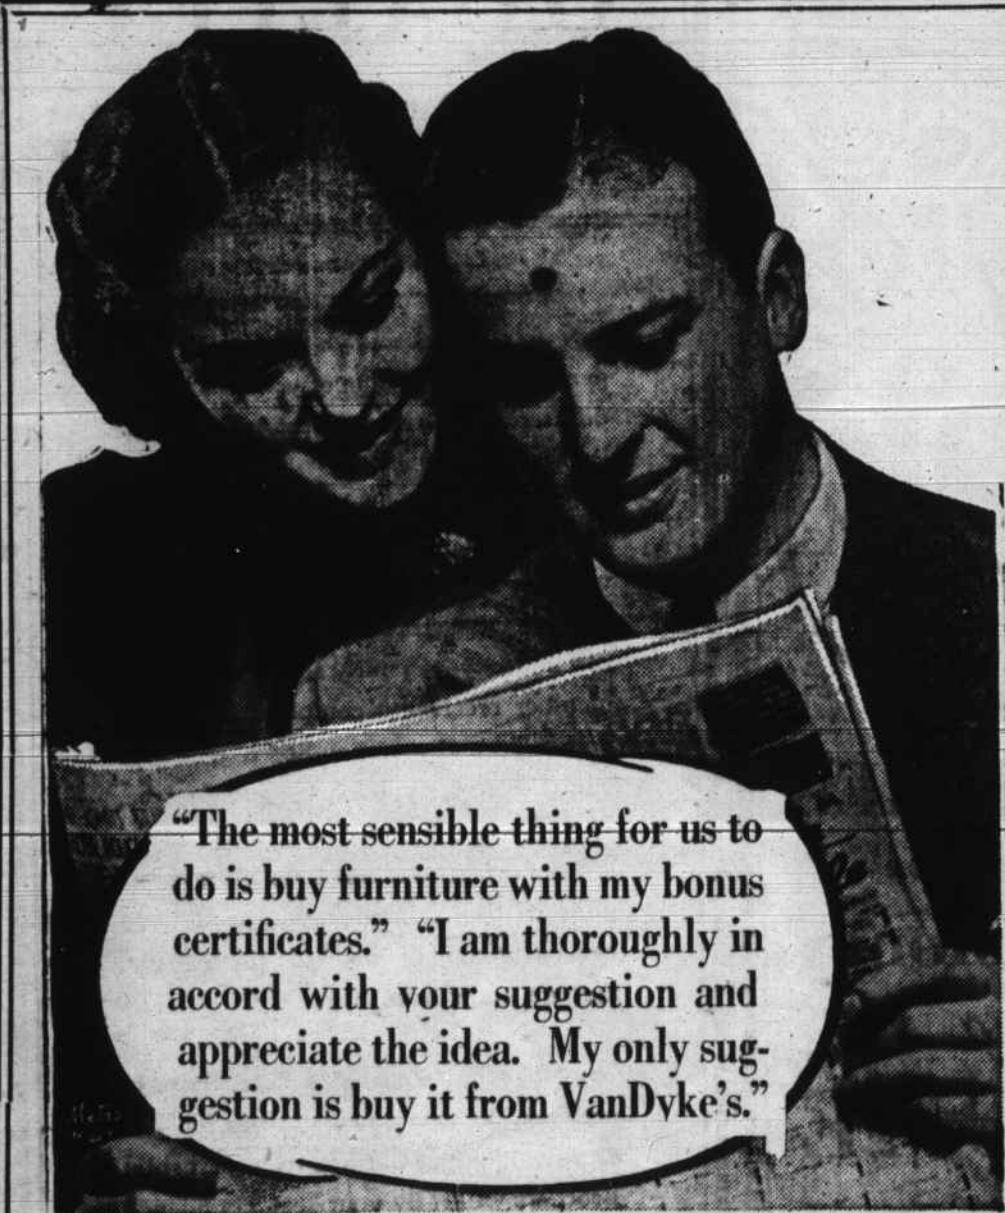 “The most sensible thing for us to
do is buy furniture with my bonus
certificates.” “I am thoroughly in
accord with your suggestion and
appreciate the idea. My only sug-
gestion is buy it from VanDyke’s.”